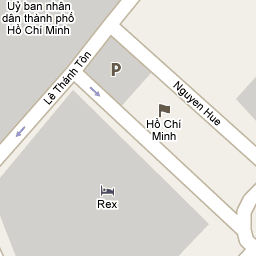 Uỷ ban nhân
dân thành phố
Hồ Chí Minh
Lê Thánh Tôn
P
Nguyen Hue
Hồ Chí
Minh
Rex